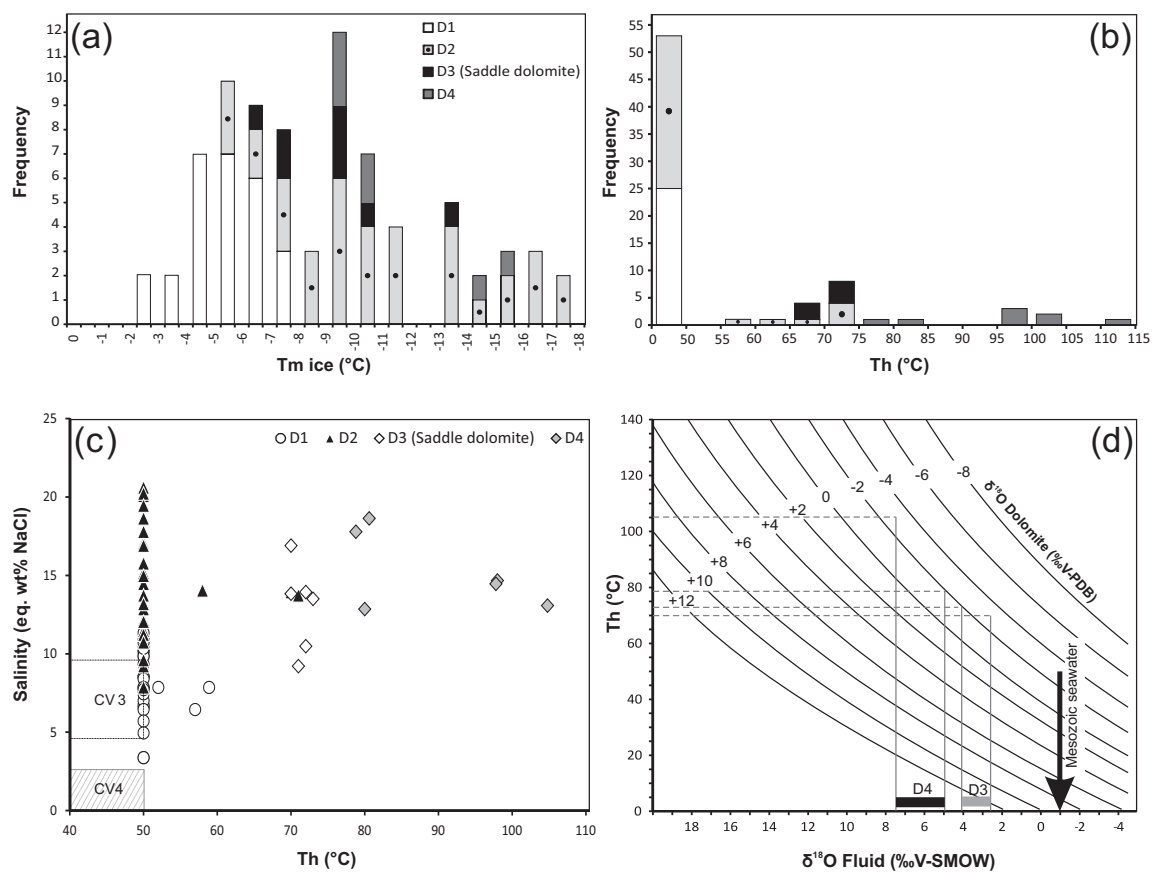 (a)
Frequency
12
11
10
9
8
7
6
5
4
3
2
1
0
0 -1 -2 -3 -4 -5 -6 -7 -8 -9 -10 -11 -12 -13 -14 -15 -16 -17 -18
Tm ice (°C)
D1
D2
D3 (Saddle dolomite)
D4
(b)
Frequency
55
50
45
40
35
30
25
20
15
10
5
0
0 50 55 65 70 75 80 85 90 95 100 105 110 115
Th (°C)
(c)
D1 D2 D3 (Saddle dolomite) D4
Salinity (eq. wt% NaCl)
25
20
15
10
5
0
CV 3
CV4
40 50 60 70 80 90 100 110
Th (°C)
(d)
Th (°C)
140
120
100
80
60
40
20
0
-8
-6
-4
-2
0
+2
+4
+6
+8
+10
+12
δ18O Dolomite (‰V-PDB)
Mesozoic seawater
D4 D3
18 16 14 12 10 8 6 4 2 0 -2 -4
δ18O Fluid (‰V-SMOW)